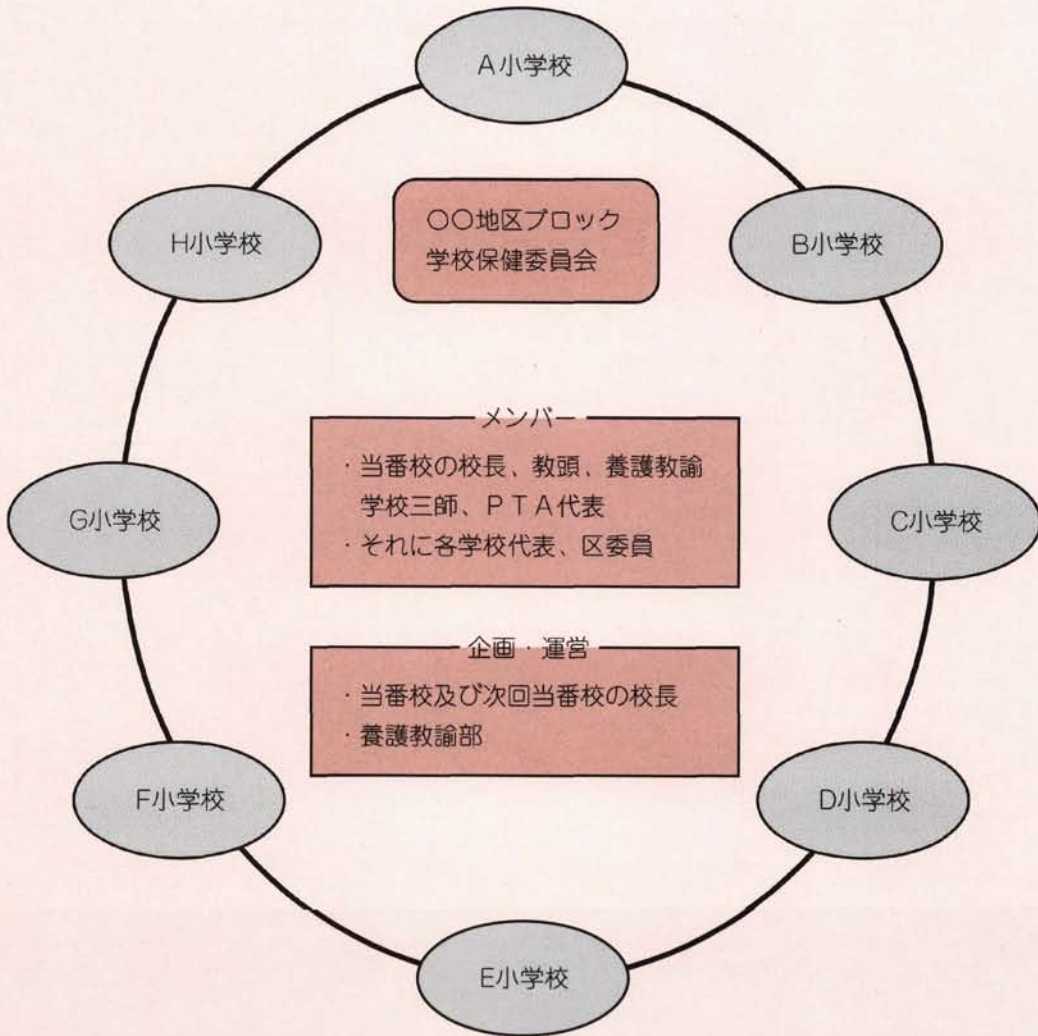 A小学校
H小学校
〇〇地区ブロック
学校保健委員会
B小学校
メンバー
・当番校の校長、教頭、養護教諭
学校三師、PTA代表
・それに各学校代表、区委員
G小学校
C小学校
企画・運営
・当番校及び次回当番校の校長
・養護教諭部
F小学校
D小学校
E小学校